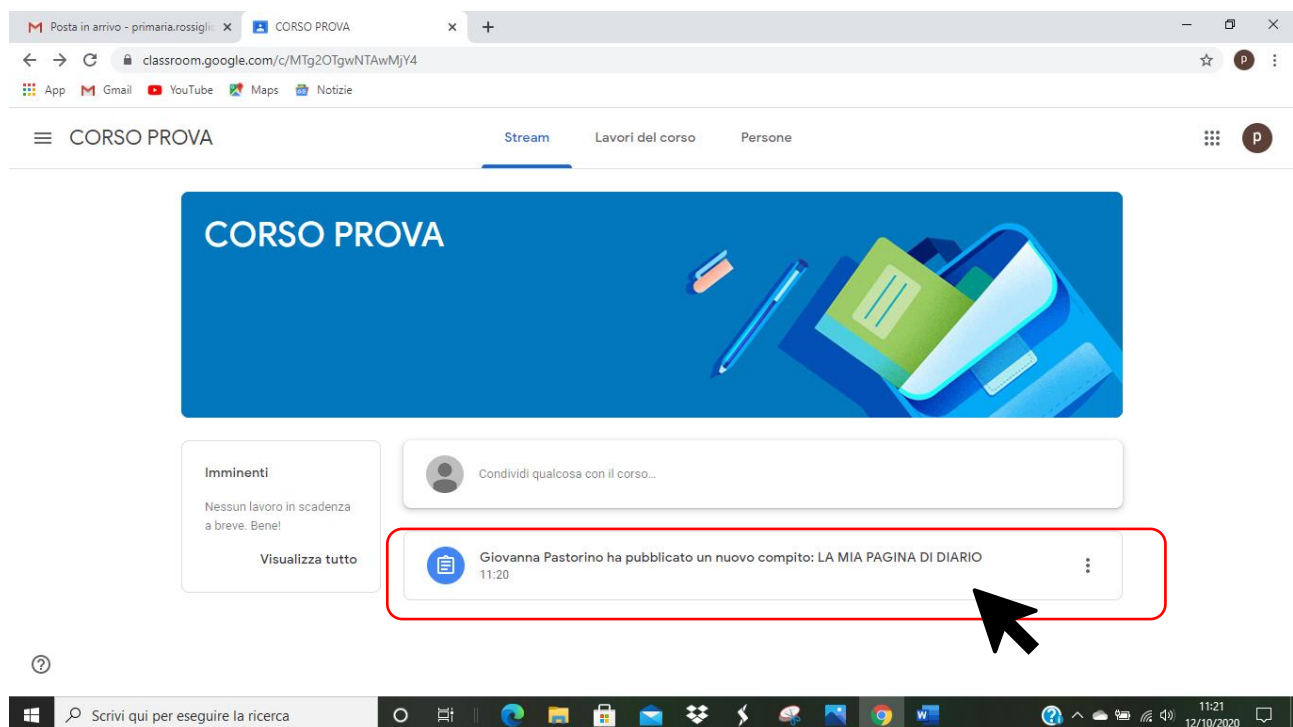 Posta in arrivo - primaria.rossigli
CORSO PROVA
classroom.google.com/c/MTg2OTgwNTAwMjY4
P
App
Gmail
YouTube
Maps
Notizie
CORSO PROVA
Stream
Lavori del corso
Persone
P
CORSO PROVA
Imminenti
Nessun lavoro in scadenza
a breve. Bene!
Visualizza tutto
Condividi qualcosa con il corso...
Giovanna Pastorino ha pubblicato un nuovo compito: LA MIA PAGINA DI DIARIO
11:20
Scrivi qui per eseguire la ricerca
11:21
12/10/2020